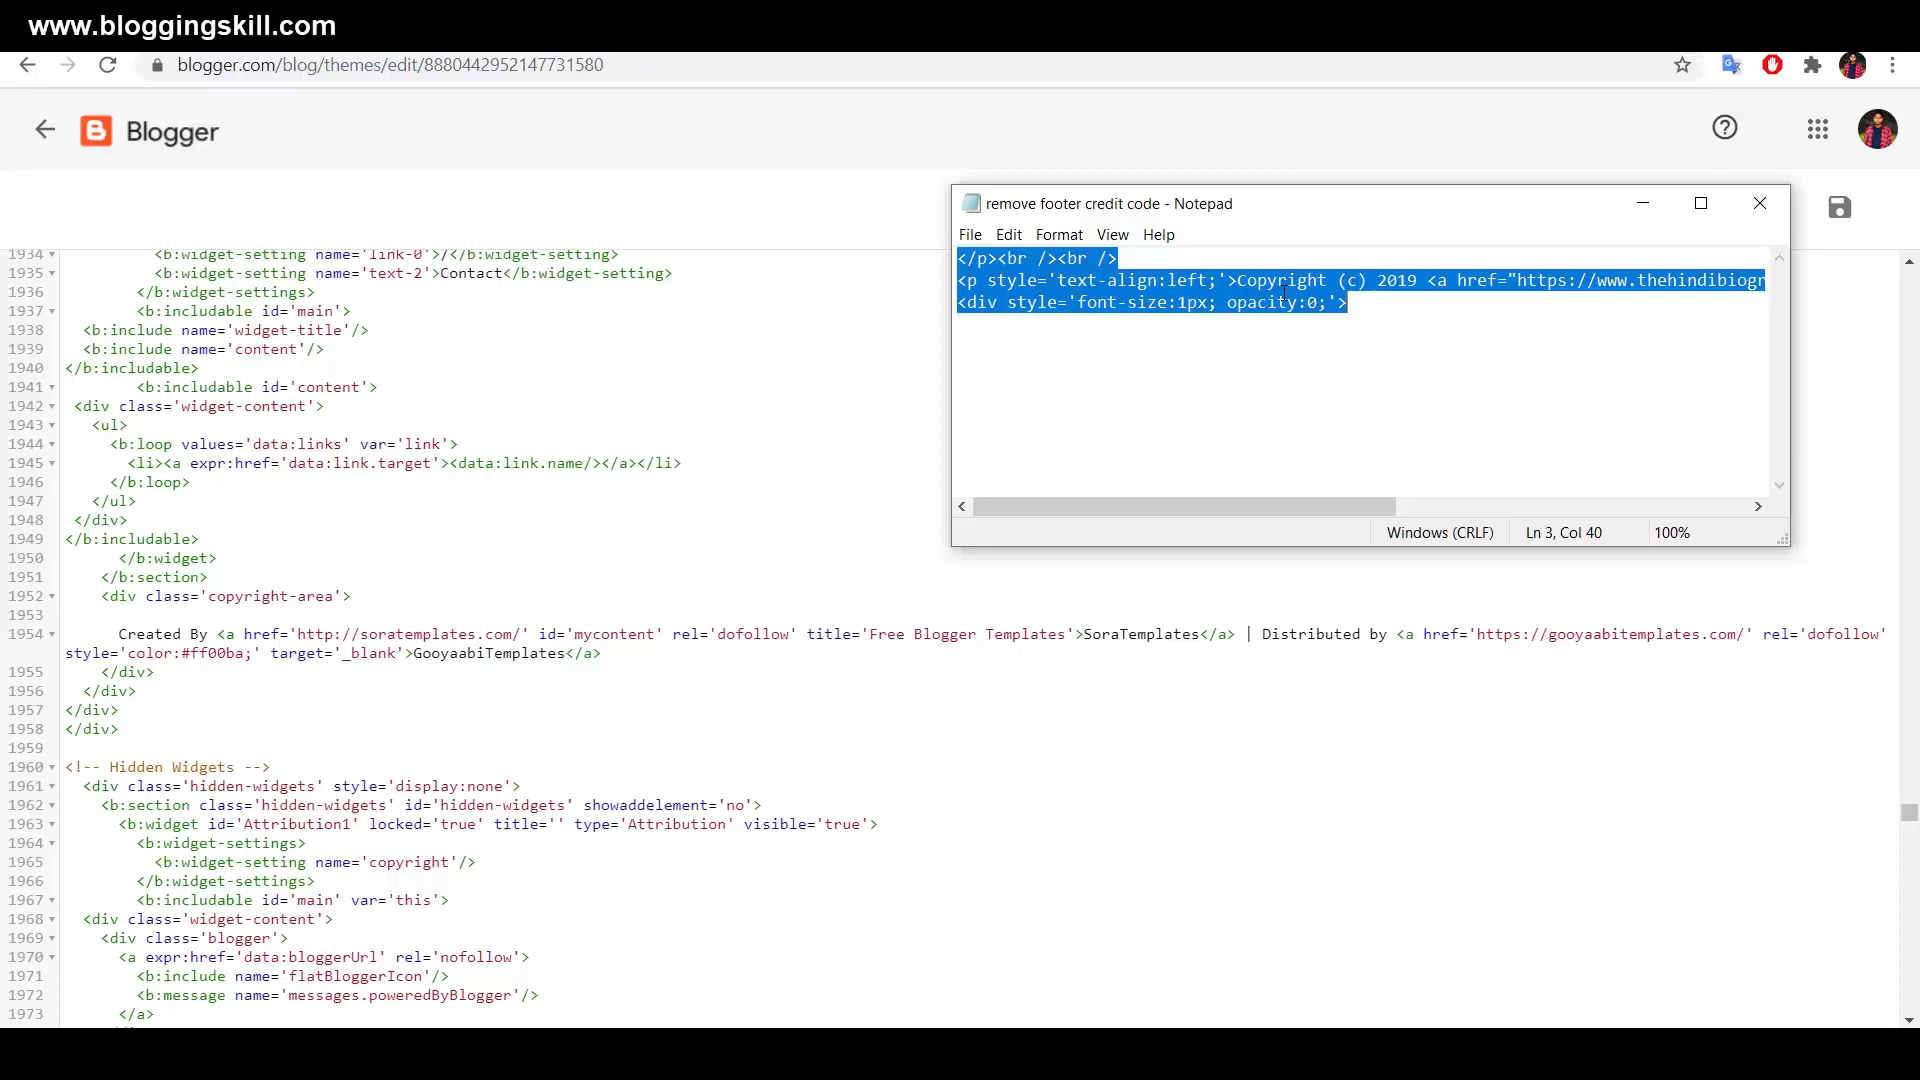 www.bloggingskill.com
blogger.com/blog/themes/edit/8880442952147731580
Blogger
remove footer credit code - Notepad
File Edit Format View Help
</p><br /><br />
<p style='text-align:left;'>Copyright (c) 2019 <a href="https://www.thehindibiogr
<div style='font-size:1px; opacity:0;'>
Windows (CRLF) Ln 3, Col 40 100%
1934 <b:widget-setting name='link-0'>/</b:widget-setting>
1935 <b:widget-setting name='text-2'>Contact</b:widget-setting>
1936 </b:widget-settings>
1937 <b:includable id='main'>
1938 <b:include name='widget-title'/>
1939 <b:include name='content'/>
1940 </b:includable>
1941 <b:includable id='content'>
1942 <div class='widget-content'>
1943 <ul>
1944 <b:loop values='data:links' var='link'>
1945 <li><a expr:href='data:link.target'><data:link.name/></a></li>
1946 </b:loop>
1947 </ul>
1948 </div>
1949 </b:includable>
1950 </b:widget>
1951 </b:section>
1952 <div class='copyright-area'>
1953
1954 Created By <a href='http://soratemplates.com/' id='mycontent' rel='dofollow' title='Free Blogger Templates'>SoraTemplates</a> | Distributed by <a href='https://gooyaabitemplates.com/' rel='dofollow'
style='color:#ff00ba;' target='_blank'>GooyaabiTemplates</a>
1955 </div>
1956 </div>
1957 </div>
1958 </div>
1959
1960 <!-- Hidden Widgets -->
1961 <div class='hidden-widgets' style='display:none'>
1962 <b:section class='hidden-widgets' id='hidden-widgets' showaddelement='no'>
1963 <b:widget id='Attribution1' locked='true' title='' type='Attribution' visible='true'>
1964 <b:widget-settings>
1965 <b:widget-setting name='copyright'/>
1966 </b:widget-settings>
1967 <b:includable id='main' var='this'>
1968 <div class='widget-content'>
1969 <div class='blogger'>
1970 <a expr:href='data:bloggerUrl' rel='nofollow'>
1971 <b:include name='flatBloggerIcon'/>
1972 <b:message name='messages.poweredByBlogger'/>
1973 </a>